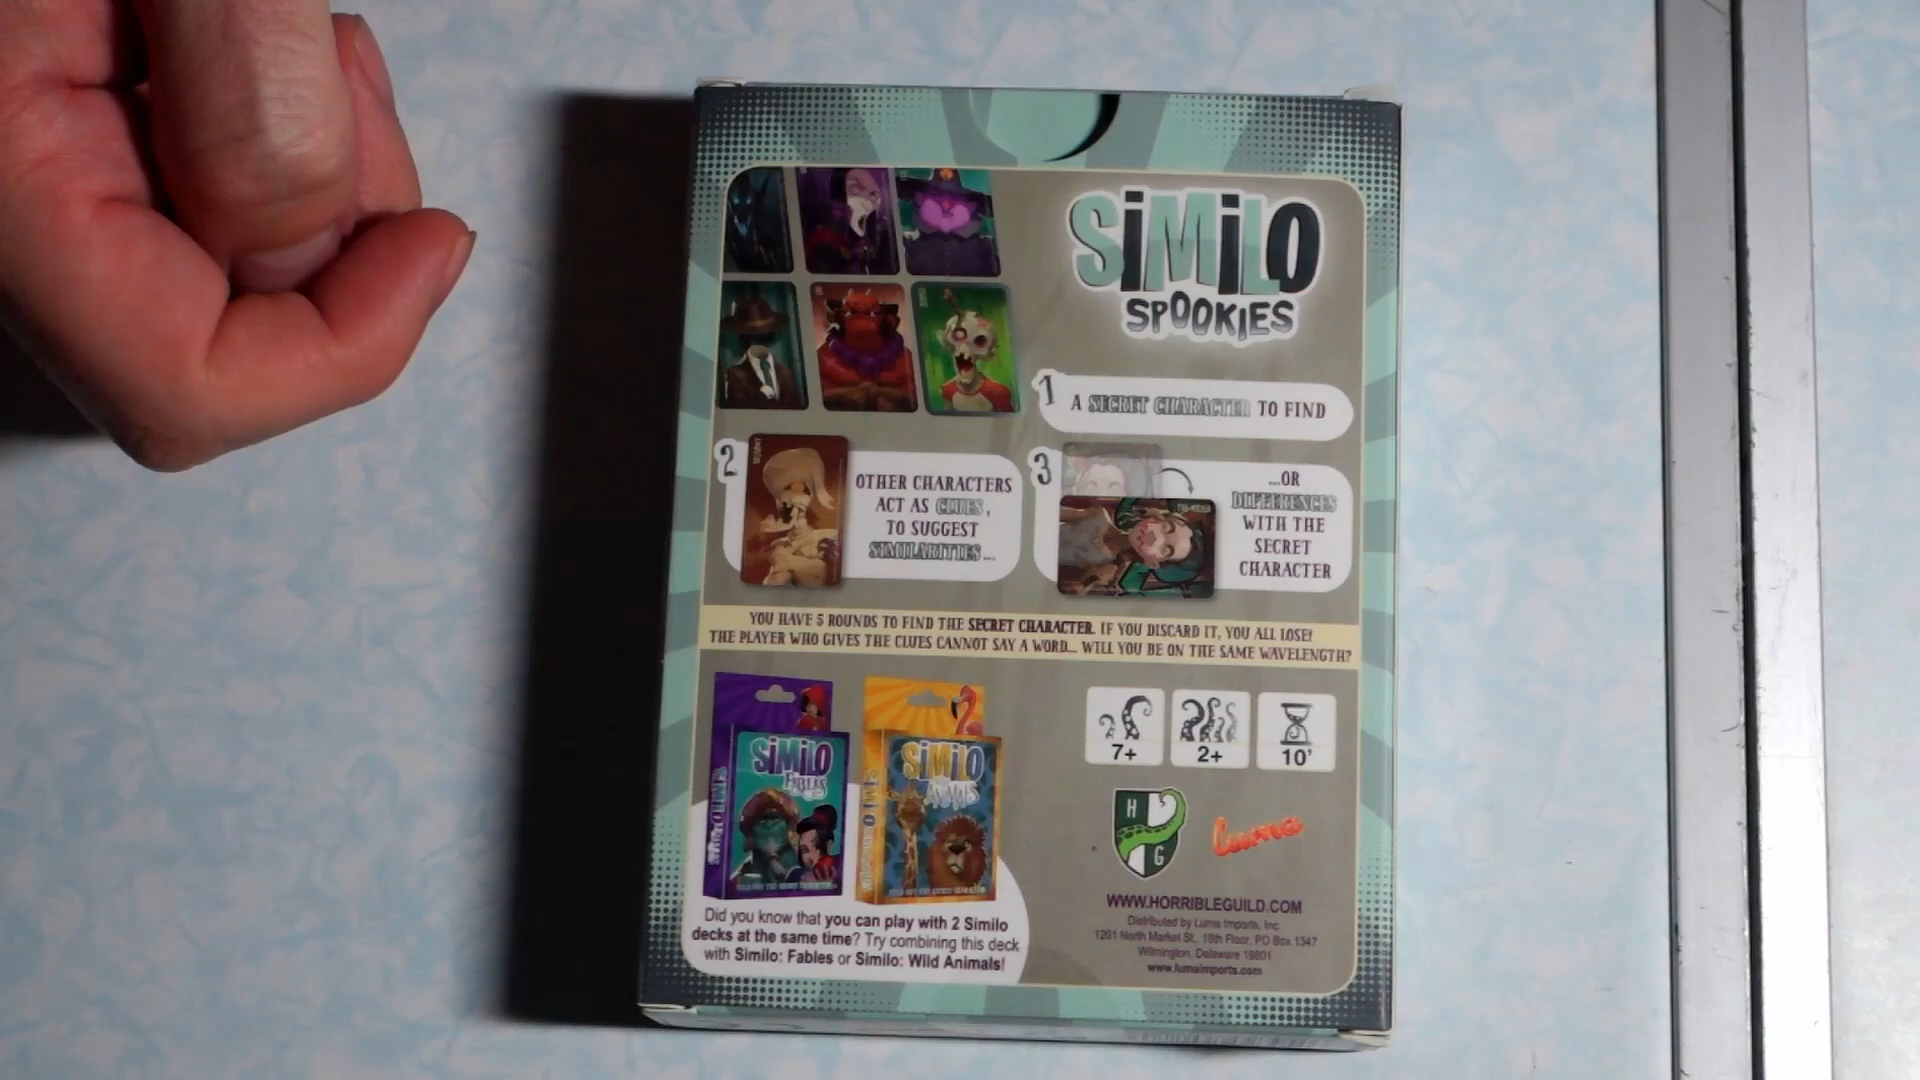 SiMiLO
SPOOKIES
1
A SECRET CHARACTER TO FIND
2
MUMMY
OTHER CHARACTERS
ACT AS CLUES,
TO SUGGEST
SIMILARITIES...
3
...OR
DIFFERENCES
WITH THE
SECRET
CHARACTER
YOU HAVE 5 ROUNDS TO FIND THE SECRET CHARACTER. IF YOU DISCARD IT, YOU ALL LOSE!
THE PLAYER WHO GIVES THE CLUES CANNOT SAY A WORD... WILL YOU BE ON THE SAME WAVELENGTH?
SiMiLO
FABLES
SiMiLO
ANIMALS
7+
2+
10'
H
G
Luma
WWW.HORRIBLEGUILD.COM
Distributed by Luma Imports, Inc.
1201 North Market St., 18th Floor, PO Box 1347
Wilmington, Delaware 19801
www.lumaimports.com
Did you know that you can play with 2 Similo
decks at the same time? Try combining this deck
with Similo: Fables or Similo: Wild Animals!